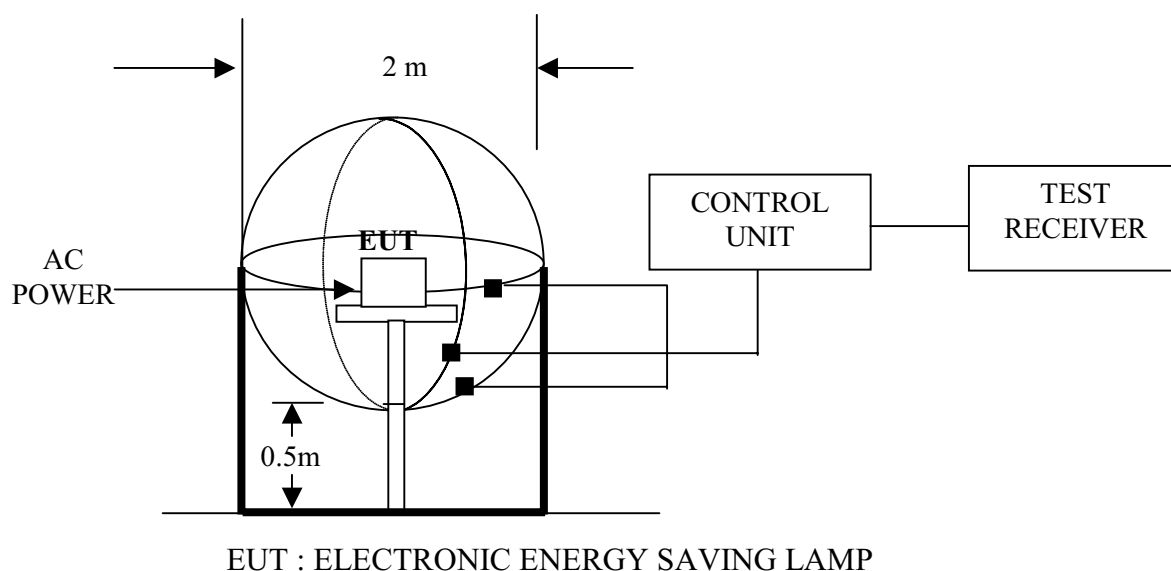 2 m
CONTROL
UNIT
TEST
RECEIVER
EUT
AC
POWER
0.5m
EUT : ELECTRONIC ENERGY SAVING LAMP